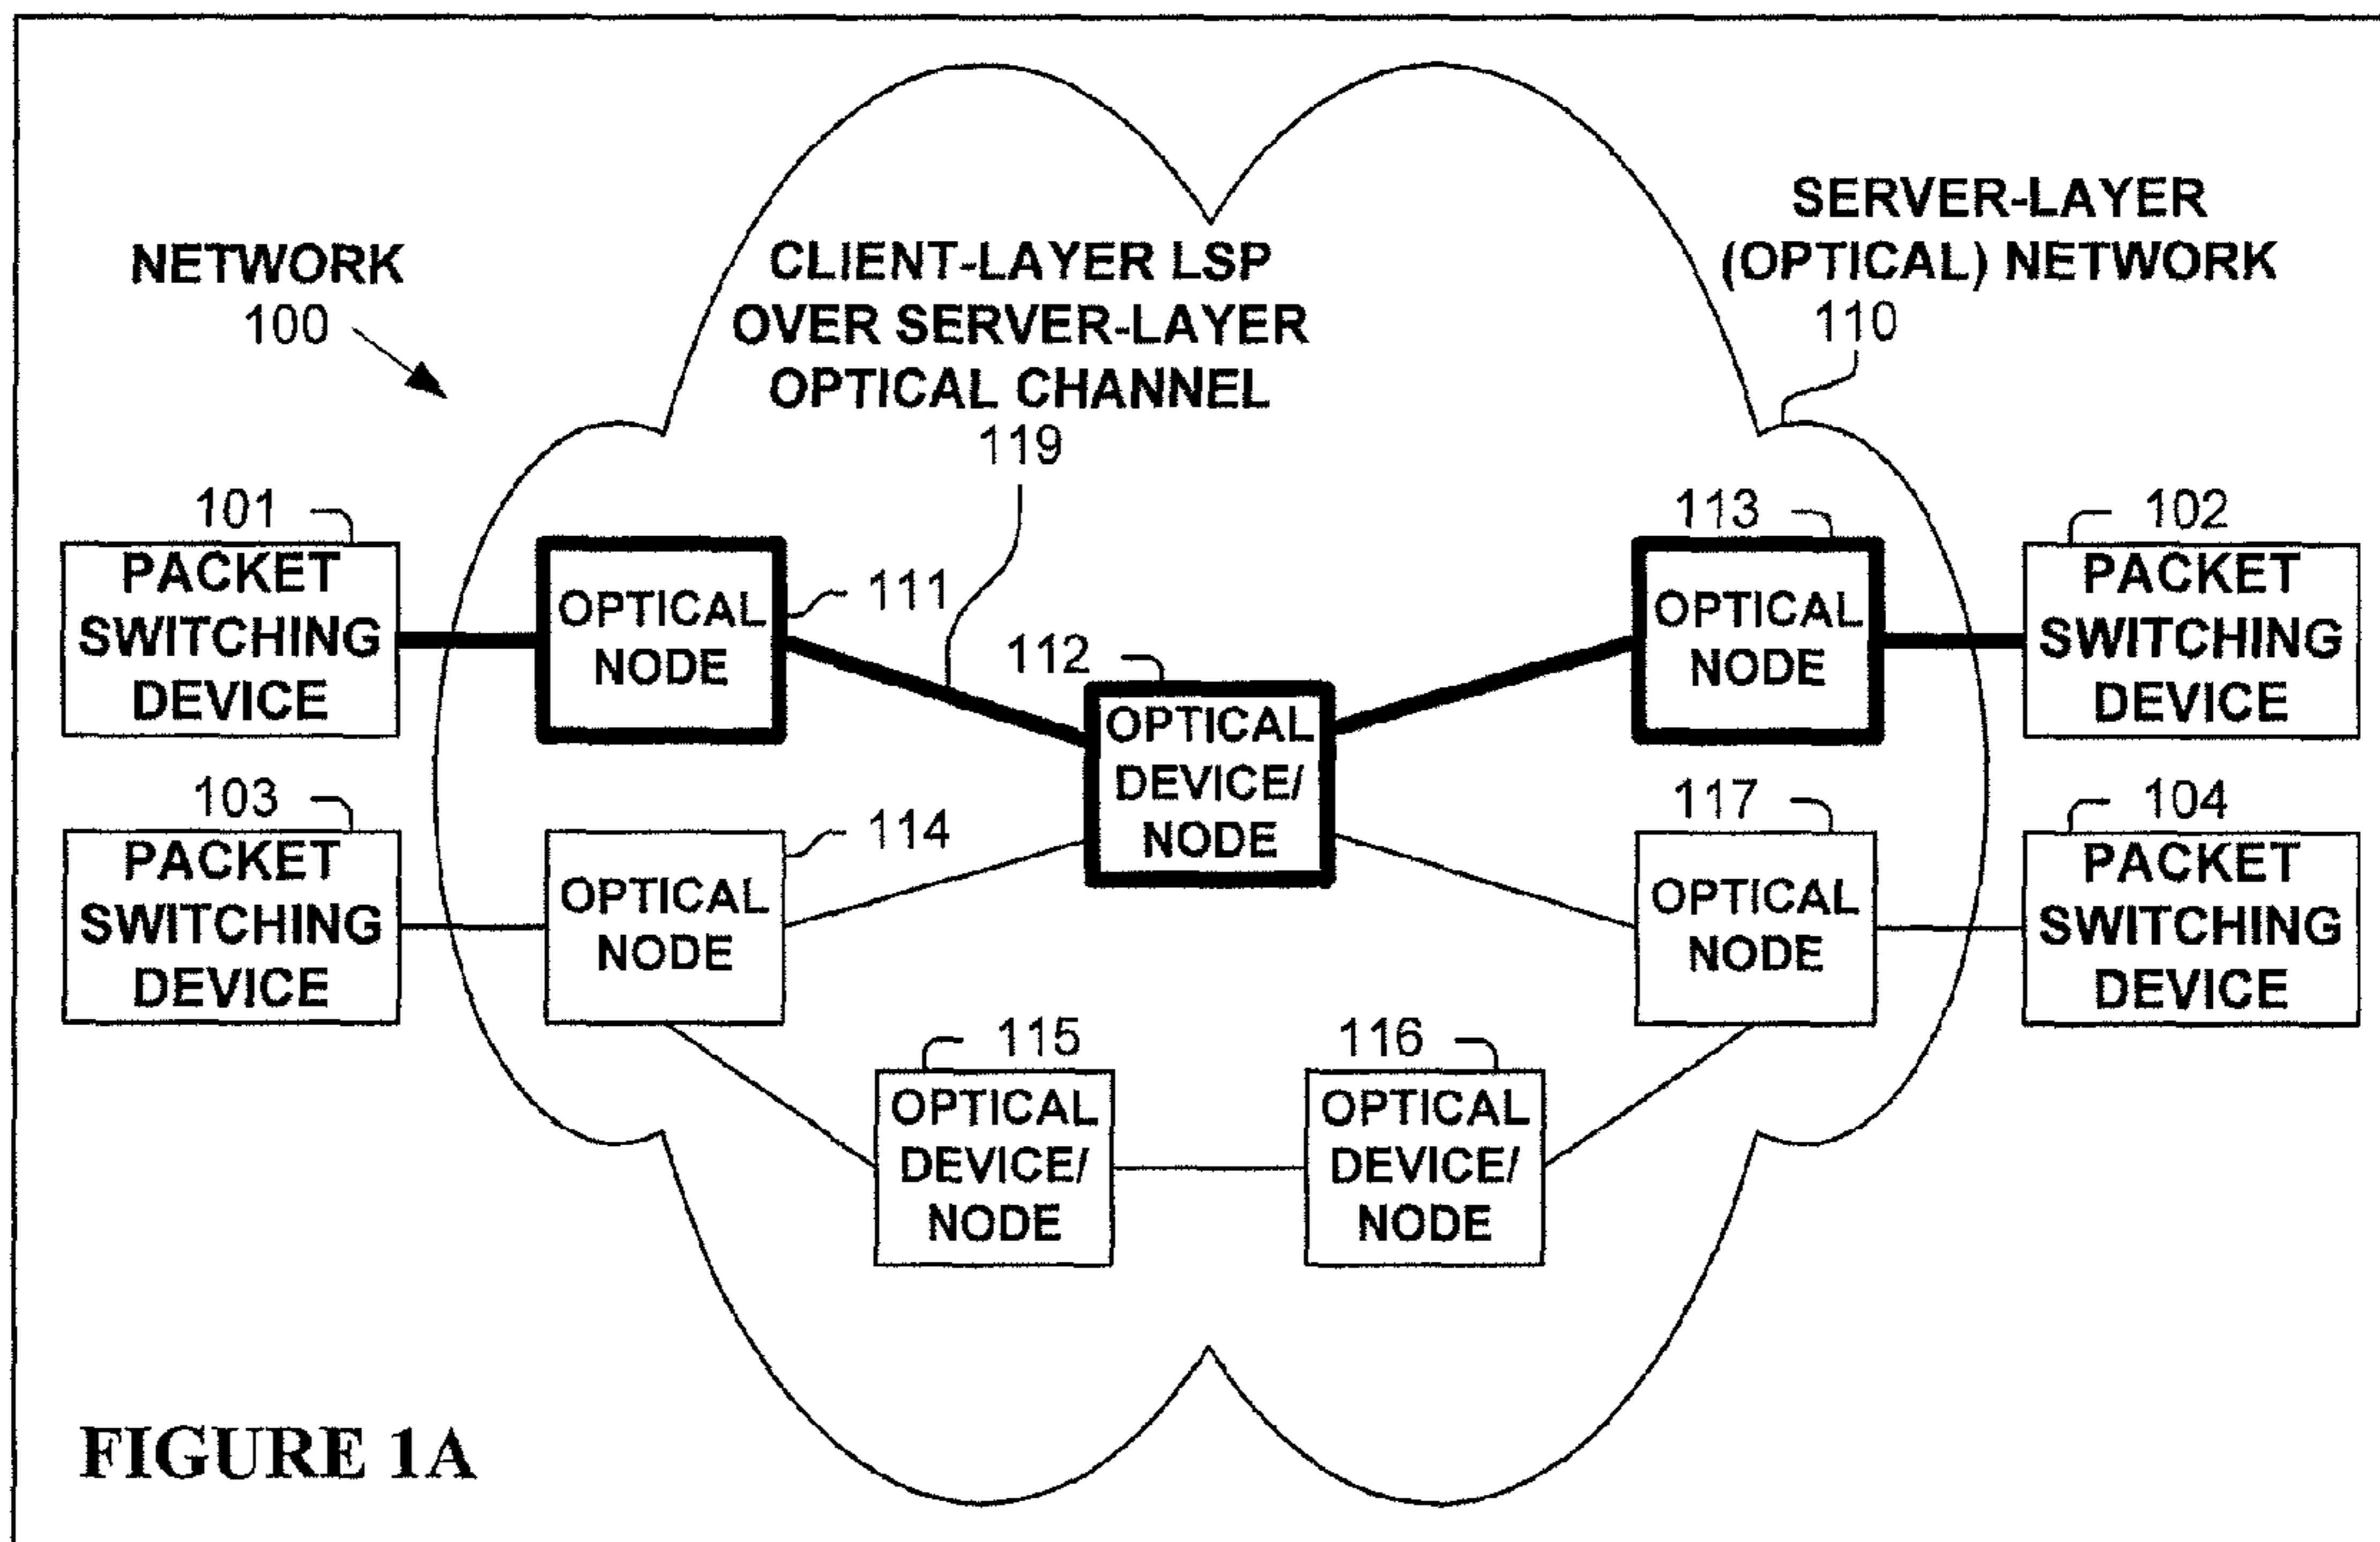 NETWORK
100
CLIENT-LAYER LSP
OVER SERVER-LAYER
OPTICAL CHANNEL
119
SERVER-LAYER
(OPTICAL) NETWORK
110
101
PACKET
SWITCHING
DEVICE
OPTICAL
NODE
111
112
OPTICAL
DEVICE/
NODE
113
OPTICAL
NODE
102
PACKET
SWITCHING
DEVICE
103
PACKET
SWITCHING
DEVICE
114
OPTICAL
NODE
117
OPTICAL
NODE
104
PACKET
SWITCHING
DEVICE
115
OPTICAL
DEVICE/
NODE
116
OPTICAL
DEVICE/
NODE
FIGURE 1A